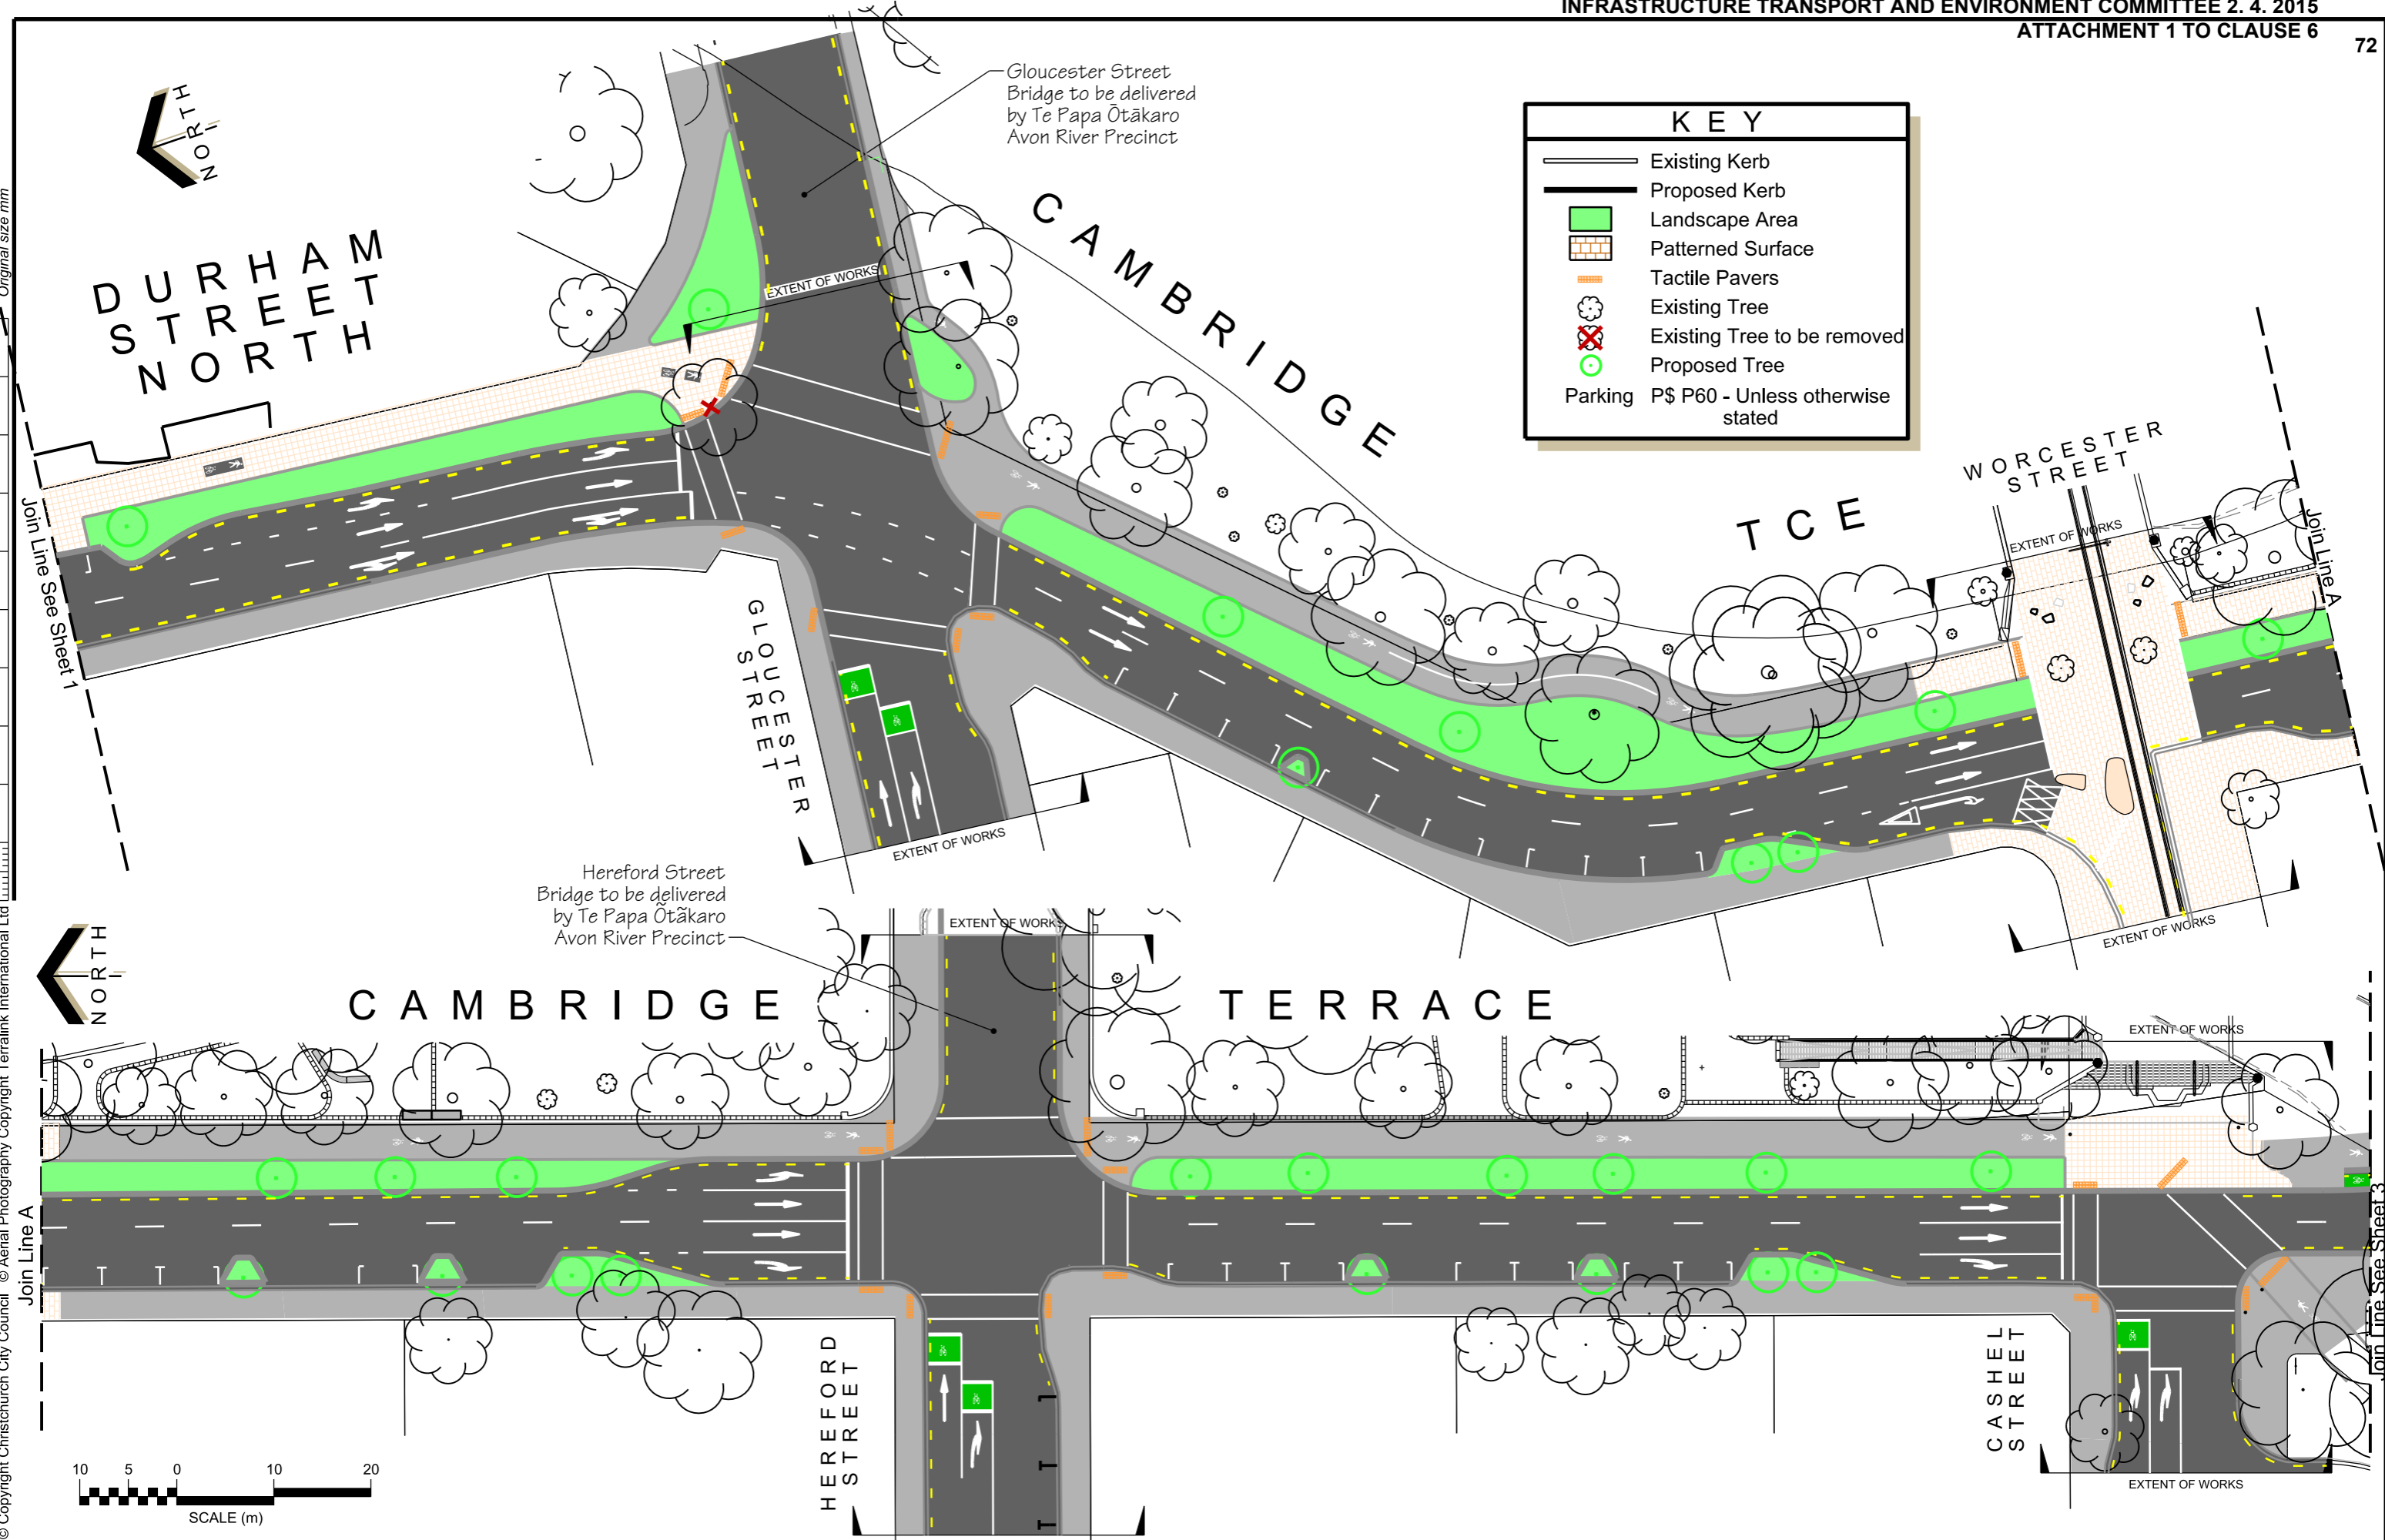 INFRASTRUCTURE TRANSPORT AND ENVIRONMENT COMMITTEE 2. 4. 2015
ATTACHMENT 1 TO CLAUSE 6
72
Original size mm
NORTH
DURHAM
STREET
NORTH
Gloucester Street
Bridge to be delivered
by Te Papa Ōtākaro
Avon River Precinct
KEY
Existing Kerb
Proposed Kerb
Landscape Area
Patterned Surface
Tactile Pavers
Existing Tree
Existing Tree to be removed
Proposed Tree
Parking P$ P60 - Unless otherwise
stated
CAMBRIDGE
TCE
WORCESTER
STREET
EXTENT OF WORKS
EXTENT OF WORKS
Join Line A
Join Line See Sheet 1
GLOUCESTER
STREET
EXTENT OF WORKS
EXTENT OF WORKS
Hereford Street
Bridge to be delivered
by Te Papa Õtãkaro
Avon River Precinct
EXTENT OF WORKS
NORTH
CAMBRIDGE
TERRACE
EXTENT OF WORKS
Join Line A
Join Line See Sheet 3
HEREFORD
STREET
CASHEL
STREET
EXTENT OF WORKS
10 5 0 10 20
SCALE (m)
© Copyright Christchurch City Council © Aerial Photography Copyright Terralink International Ltd